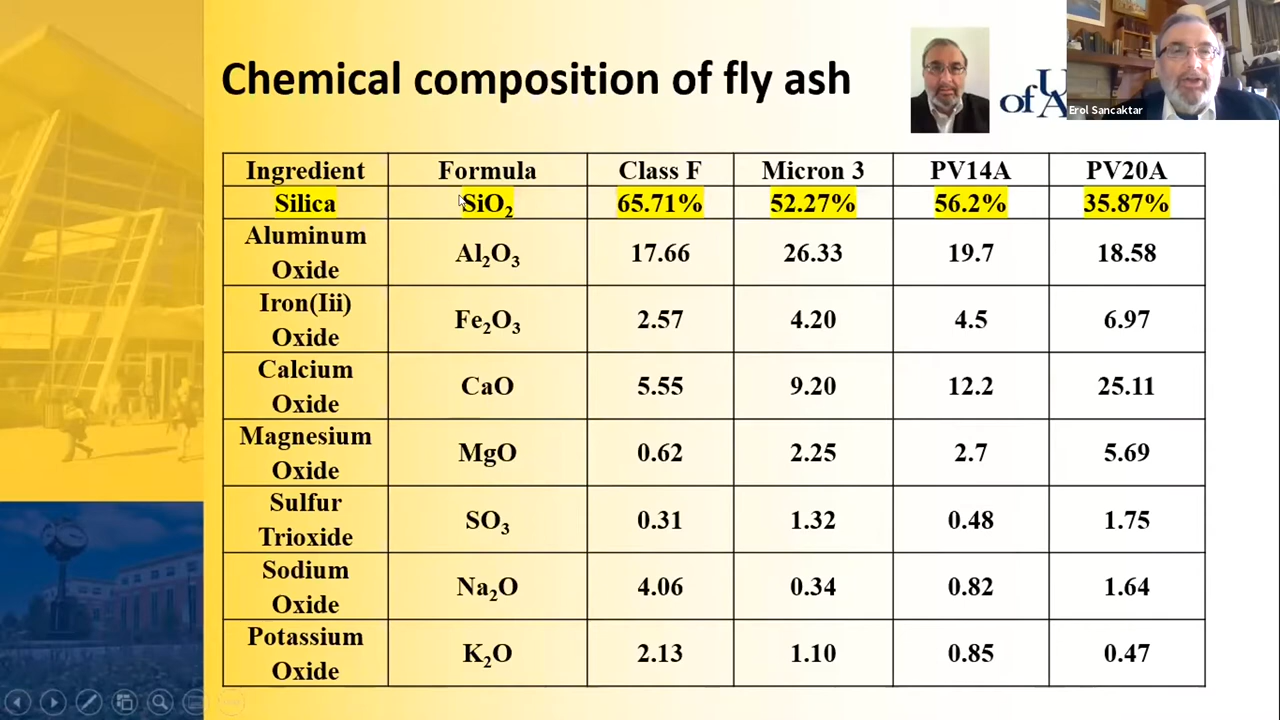 Chemical composition of fly ash
of
U
A
Erol Sancaktar
Ingredient Formula Class F Micron 3 PV14A PV20A
Silica SiO₂ 65.71% 52.27% 56.2% 35.87%
Aluminum
Oxide Al₂O₃ 17.66 26.33 19.7 18.58
Iron(Iii)
Oxide Fe₂O₃ 2.57 4.20 4.5 6.97
Calcium
Oxide CaO 5.55 9.20 12.2 25.11
Magnesium
Oxide MgO 0.62 2.25 2.7 5.69
Sulfur
Trioxide SO₃ 0.31 1.32 0.48 1.75
Sodium
Oxide Na₂O 4.06 0.34 0.82 1.64
Potassium
Oxide K₂O 2.13 1.10 0.85 0.47